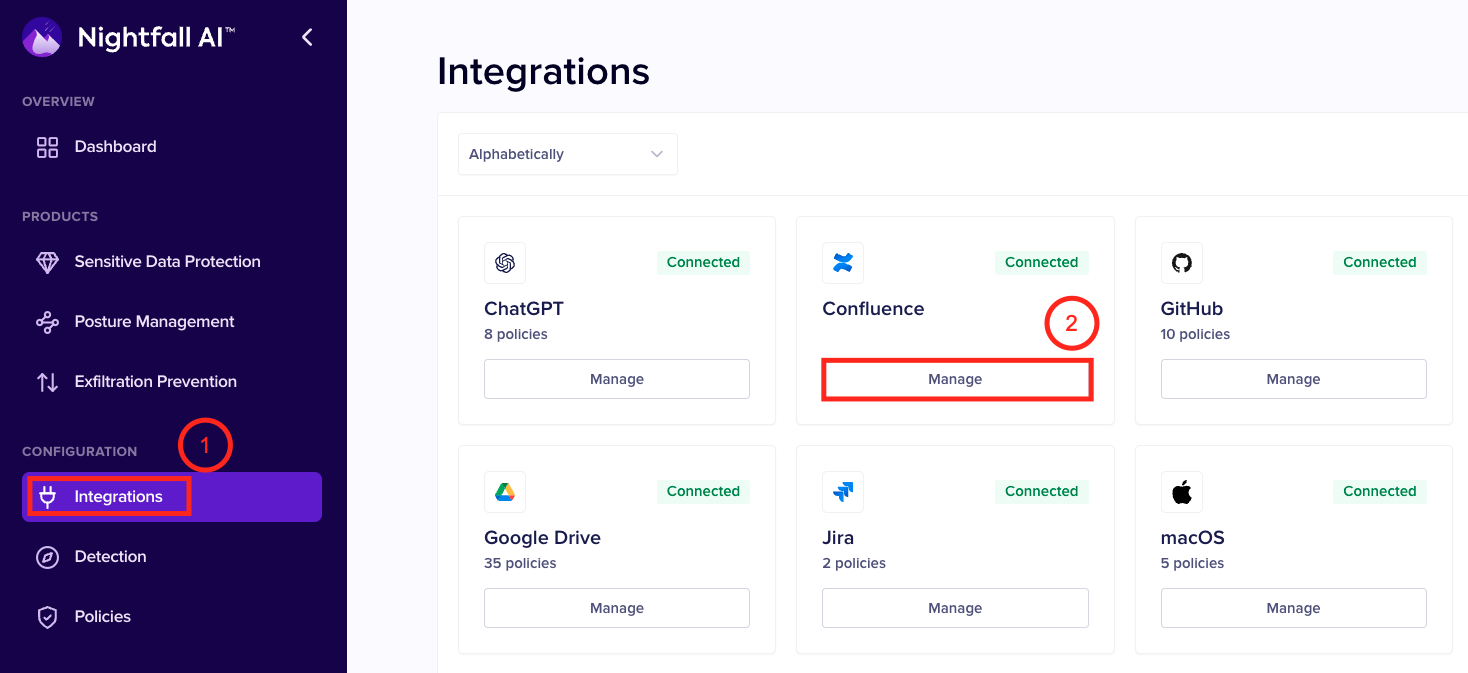 Nightfall AI™
OVERVIEW
Dashboard
PRODUCTS
Sensitive Data Protection
Posture Management
Exfiltration Prevention
CONFIGURATION
1
Integrations
Detection
Policies
Integrations
Alphabetically
Connected
ChatGPT
8 policies
Manage
Connected
Confluence
2
Manage
Connected
GitHub
10 policies
Manage
Connected
Google Drive
35 policies
Manage
Connected
Jira
2 policies
Manage
Connected
macOS
5 policies
Manage